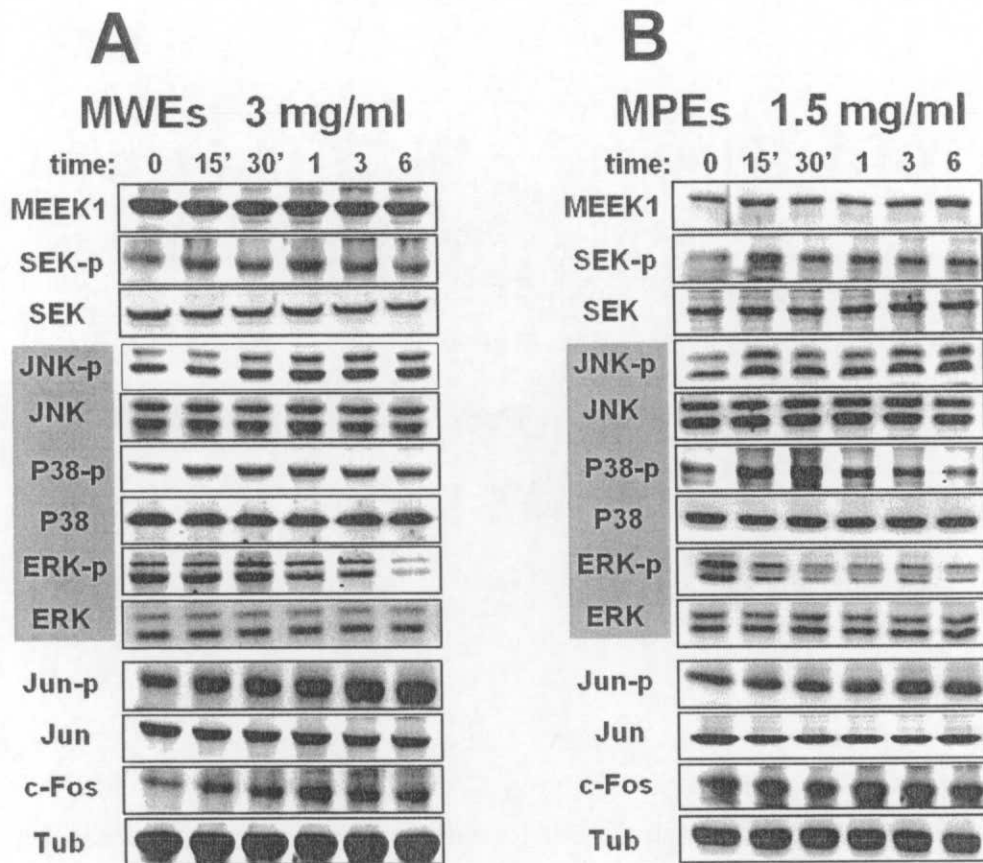 A
MWEs 3 mg/ml
time: 0 15' 30' 1 3 6
MEEK1
SEK-p
SEK
JNK-p
JNK
P38-p
P38
ERK-p
ERK
Jun-p
Jun
c-Fos
Tub
B
MPEs 1.5 mg/ml
time: 0 15' 30' 1 3 6
MEEK1
SEK-p
SEK
JNK-p
JNK
P38-p
P38
ERK-p
ERK
Jun-p
Jun
c-Fos
Tub